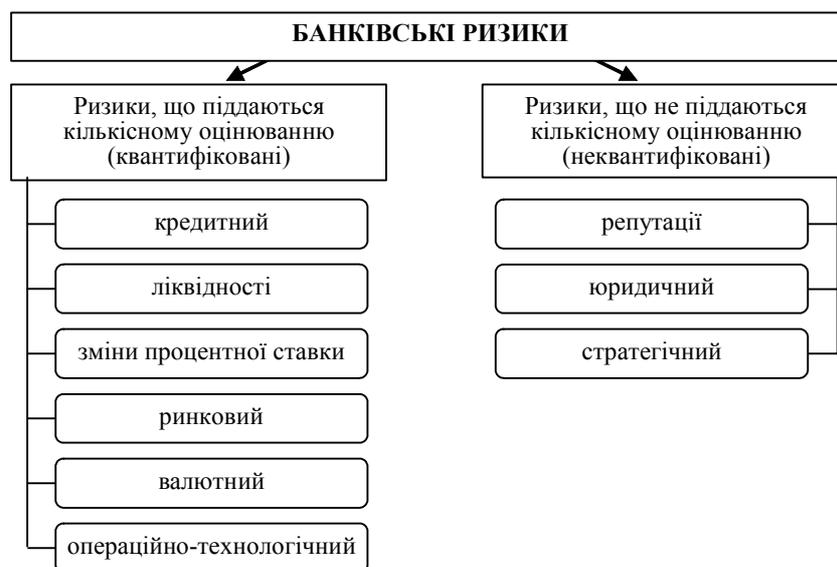 БАНКІВСЬКІ РИЗИКИ
Ризики, що піддаються
кількісному оцінюванню
(квантифіковані)
кредитний
ліквідності
зміни процентної ставки
ринковий
валютний
операційно-технологічний
Ризики, що не піддаються
кількісному оцінюванню
(неквантифіковані)
репутації
юридичний
стратегічний